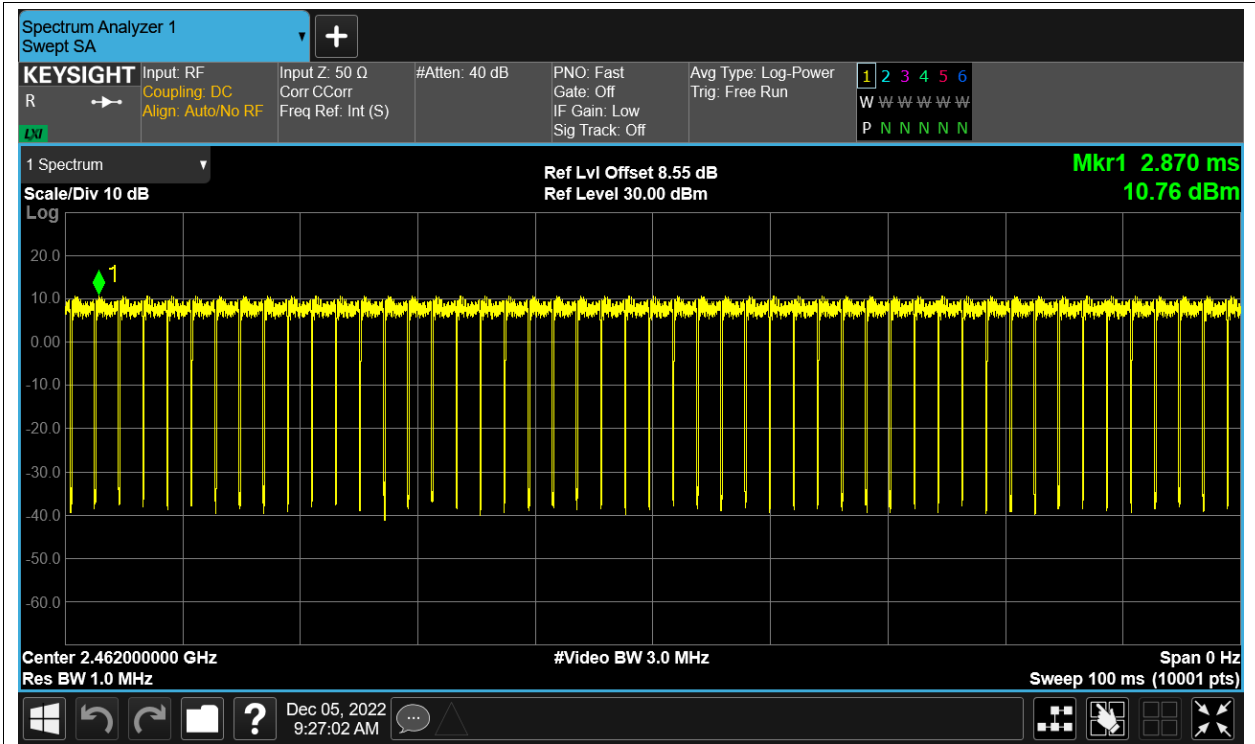 Spectrum Analyzer 1
Swept SA
KEYSIGHT
R
LXI
Input: RF
Coupling: DC
Align: Auto/No RF
Input Z: 50 Ω
Corr CCorr
Freq Ref: Int (S)
#Atten: 40 dB
PNO: Fast
Gate: Off
IF Gain: Low
Sig Track: Off
Avg Type: Log-Power
Trig: Free Run
1 2 3 4 5 6
W W W W W W
P N N N N N
1 Spectrum
Scale/Div 10 dB
Log
Ref Lvl Offset 8.55 dB
Ref Level 30.00 dBm
Mkr1 2.870 ms
10.76 dBm
1
20.0
10.0
0.00
-10.0
-20.0
-30.0
-40.0
-50.0
-60.0
Center 2.462000000 GHz
#Video BW 3.0 MHz
Span 0 Hz
Res BW 1.0 MHz
Sweep 100 ms (10001 pts)
?
Dec 05, 2022
9:27:02 AM